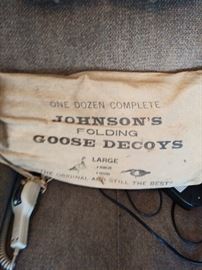 ONE DOZEN COMPLETE
JOHNSON'S
FOLDING
GOOSE DECOYS
LARGE
"THE ORIGINAL AND STILL THE BEST"